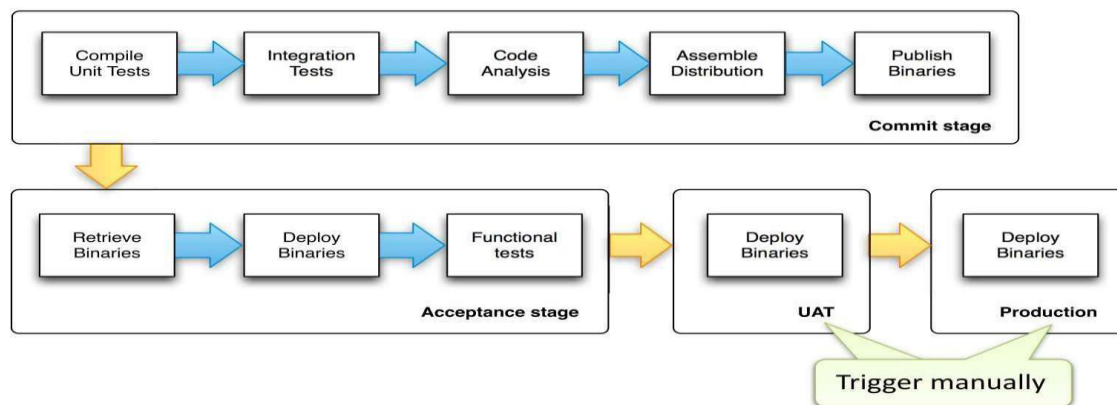 Compile
Unit Tests
Integration
Tests
Code
Analysis
Assemble
Distribution
Publish
Binaries
Commit stage
Retrieve
Binaries
Deploy
Binaries
Functional
tests
Acceptance stage
Deploy
Binaries
UAT
Deploy
Binaries
Production
Trigger manually